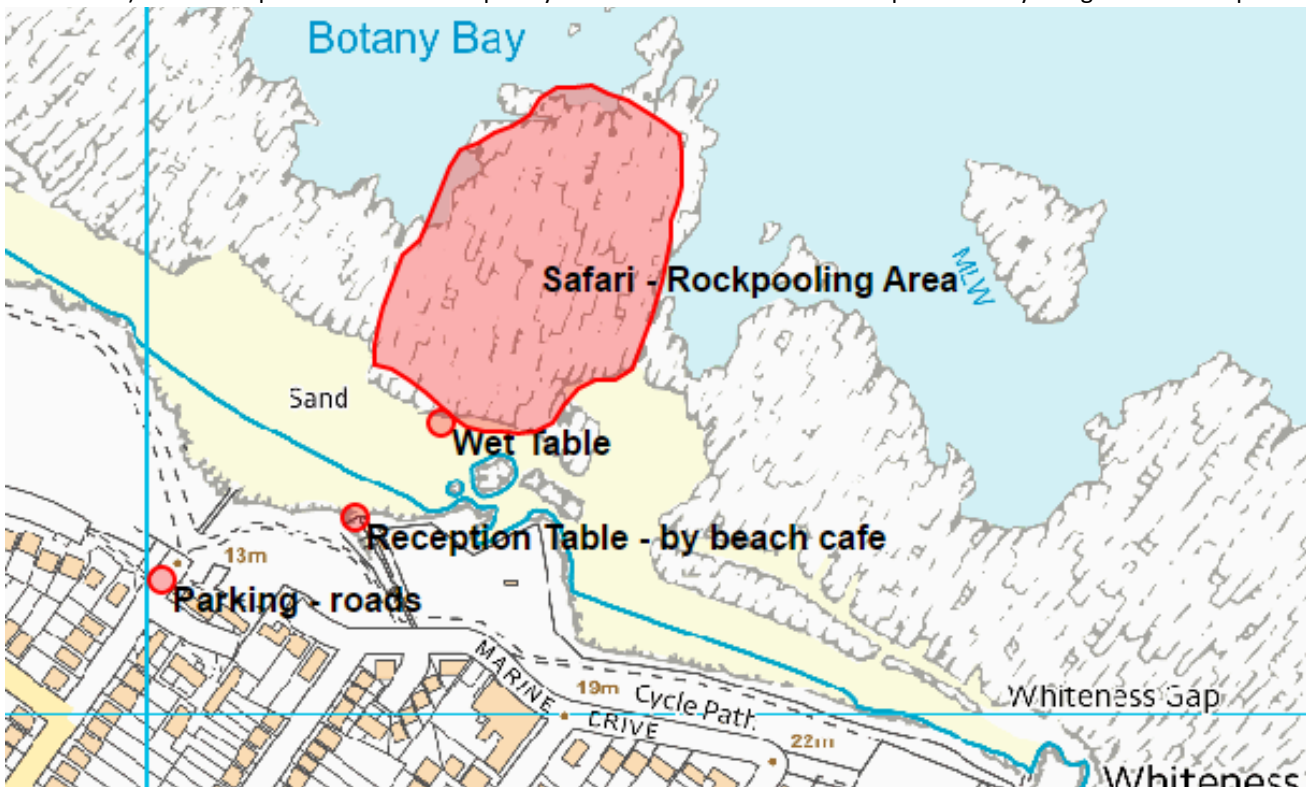 Botany Bay
Safari - Rockpooling Area
MLW
Sand
Wet Table
Reception Table - by beach cafe
13m
Parking - roads
MARINE
DRIVE
19m
Cycle Path
Whiteness Gap
22m
Whiteness